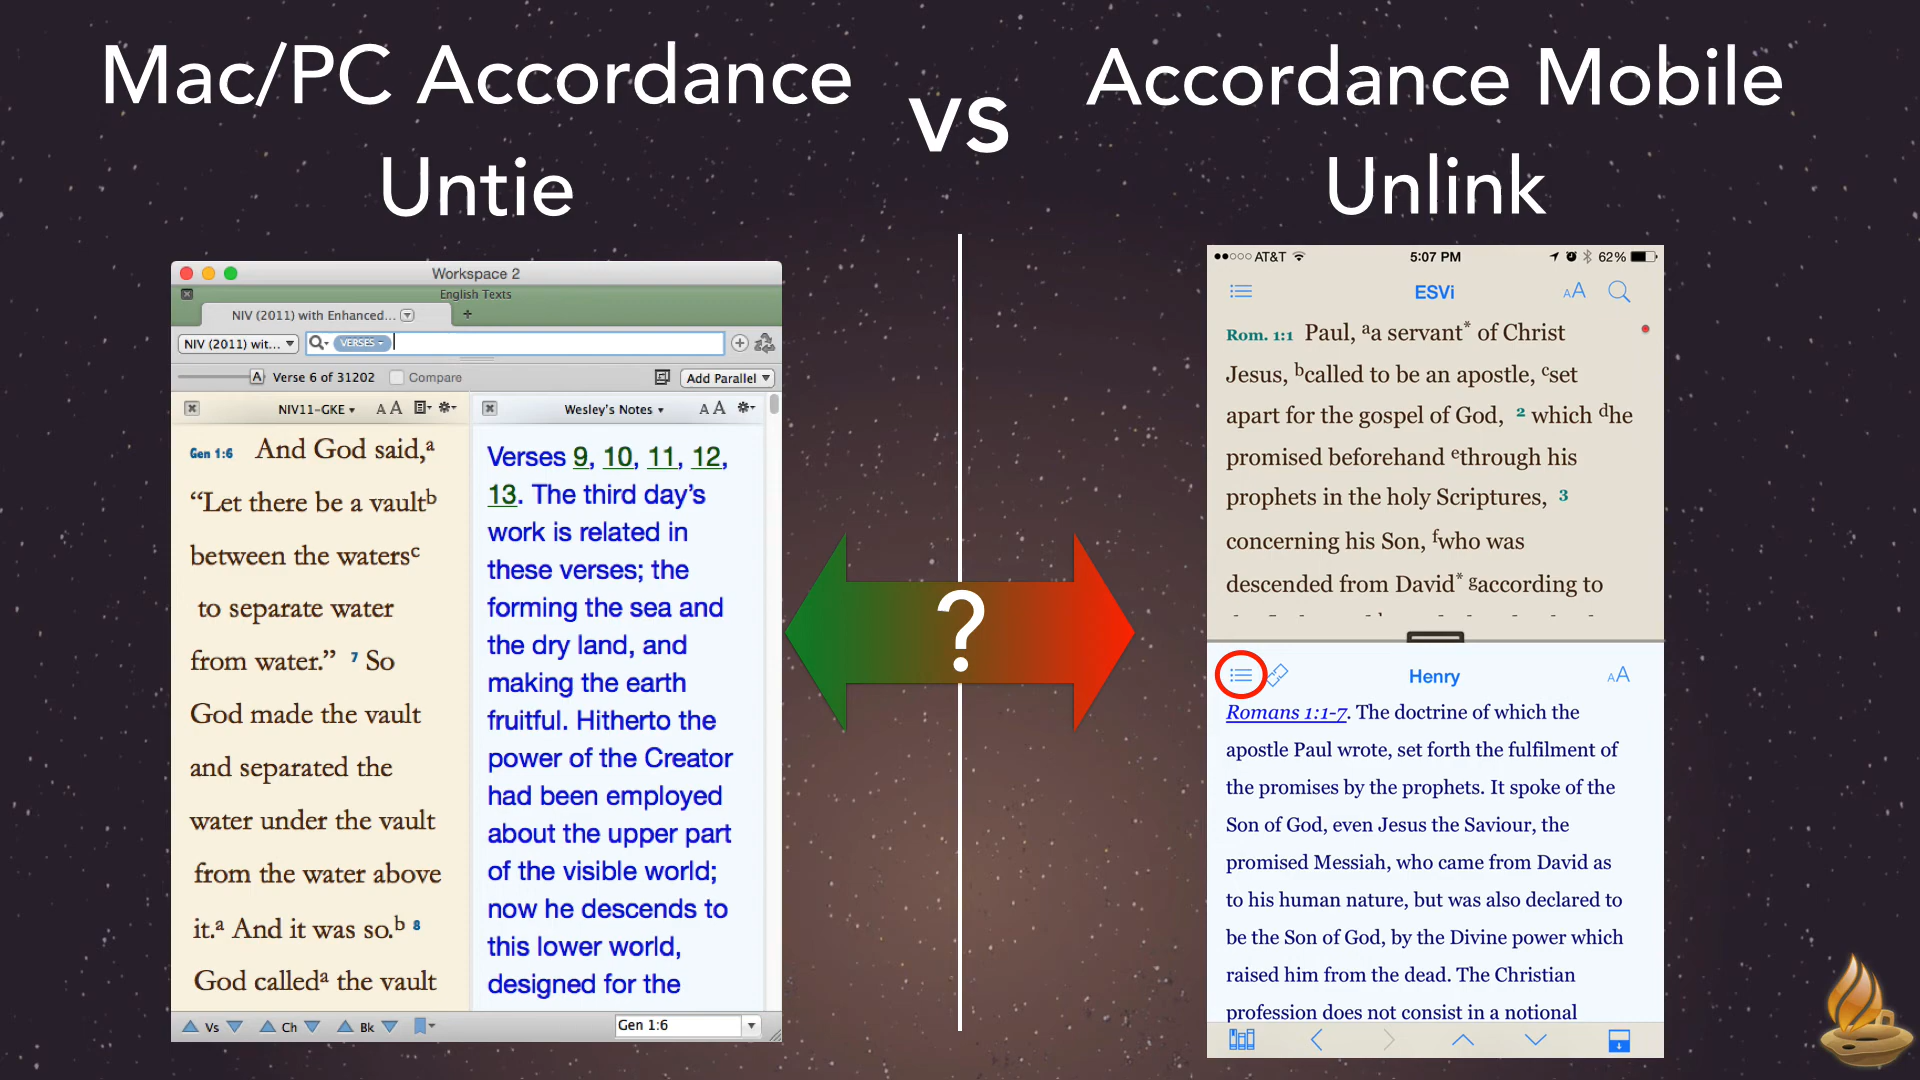 Mac/PC Accordance
Untie
vs
Accordance Mobile
Unlink
Workspace 2
English Texts
NIV (2011) with Enhanced...
+
NIV (2011) wit...
VERSES
A Verse 6 of 31202
Compare
Add Parallel
NIV11-GKE
A A
Wesley's Notes
A A
Gen 1:6 And God said,a
“Let there be a vaultb
between the watersc
to separate water
from water.” 7 So
God made the vault
and separated the
water under the vault
from the water above
it.a And it was so.b 8
God calleda the vault
Verses 9, 10, 11, 12,
13. The third day’s
work is related in
these verses; the
forming the sea and
the dry land, and
making the earth
fruitful. Hitherto the
power of the Creator
had been employed
about the upper part
of the visible world;
now he descends to
this lower world,
designed for the
Vs
Ch
Bk
Gen 1:6
?
AT&T
5:07 PM
62%
ESVi
AA
Rom. 1:1 Paul, aa servant* of Christ
Jesus, bcalled to be an apostle, cset
apart for the gospel of God, 2 which dhe
promised beforehand ethrough his
prophets in the holy Scriptures, 3
concerning his Son, fwho was
descended from David* gaccording to
Henry
AA
Romans 1:1-7. The doctrine of which the
apostle Paul wrote, set forth the fulfilment of
the promises by the prophets. It spoke of the
Son of God, even Jesus the Saviour, the
promised Messiah, who came from David as
to his human nature, but was also declared to
be the Son of God, by the Divine power which
raised him from the dead. The Christian
profession does not consist in a notional